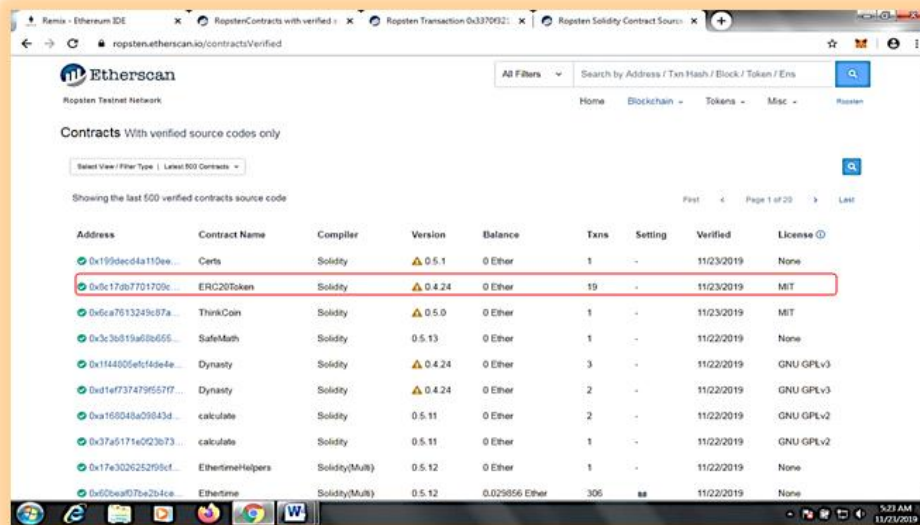 Remix - Ethereum IDE
RopstenContracts with verified s
Ropsten Transaction 0x3370f32
Ropsten Solidity Contract Source
ropsten.etherscan.io/contractsVerified
Etherscan
All Filters
Search by Address / Txn Hash / Block / Token / Ens
Ropsten Testnet Network
Home Blockchain Tokens Misc Ropsten
Contracts With verified source codes only
Select View / Filter Type | Latest 500 Contracts
Showing the last 500 verified contracts source code
First Page 1 of 20 Last
Address Contract Name Compiler Version Balance Txns Setting Verified License
0x199decd4a110ee... Certs Solidity 0.5.1 0 Ether 1 - 11/23/2019 None
0x8c17db7701709c... ERC20Token Solidity 0.4.24 0 Ether 19 - 11/23/2019 MIT
0x6ca7613249c87a... ThinkCoin Solidity 0.5.0 0 Ether 1 - 11/23/2019 MIT
0x3c3b819a68b655... SafeMath Solidity 0.5.13 0 Ether 1 - 11/22/2019 None
0x1f44805efcf4de4e... Dynasty Solidity 0.4.24 0 Ether 3 - 11/22/2019 GNU GPLv3
0xd1ef737479f557f7... Dynasty Solidity 0.4.24 0 Ether 2 - 11/22/2019 GNU GPLv3
0xa168048a09843d... calculate Solidity 0.5.11 0 Ether 2 - 11/22/2019 GNU GPLv2
0x37a5171e0f23b73... calculate Solidity 0.5.11 0 Ether 1 - 11/22/2019 GNU GPLv2
0x17e3026252f98cf... EthertimeHelpers Solidity(Multi) 0.5.12 0 Ether 1 - 11/22/2019 None
0x60beaf07be2b4ce... Ethertime Solidity(Multi) 0.5.12 0.029856 Ether 306 11/22/2019 None
5:23 AM
11/23/2019